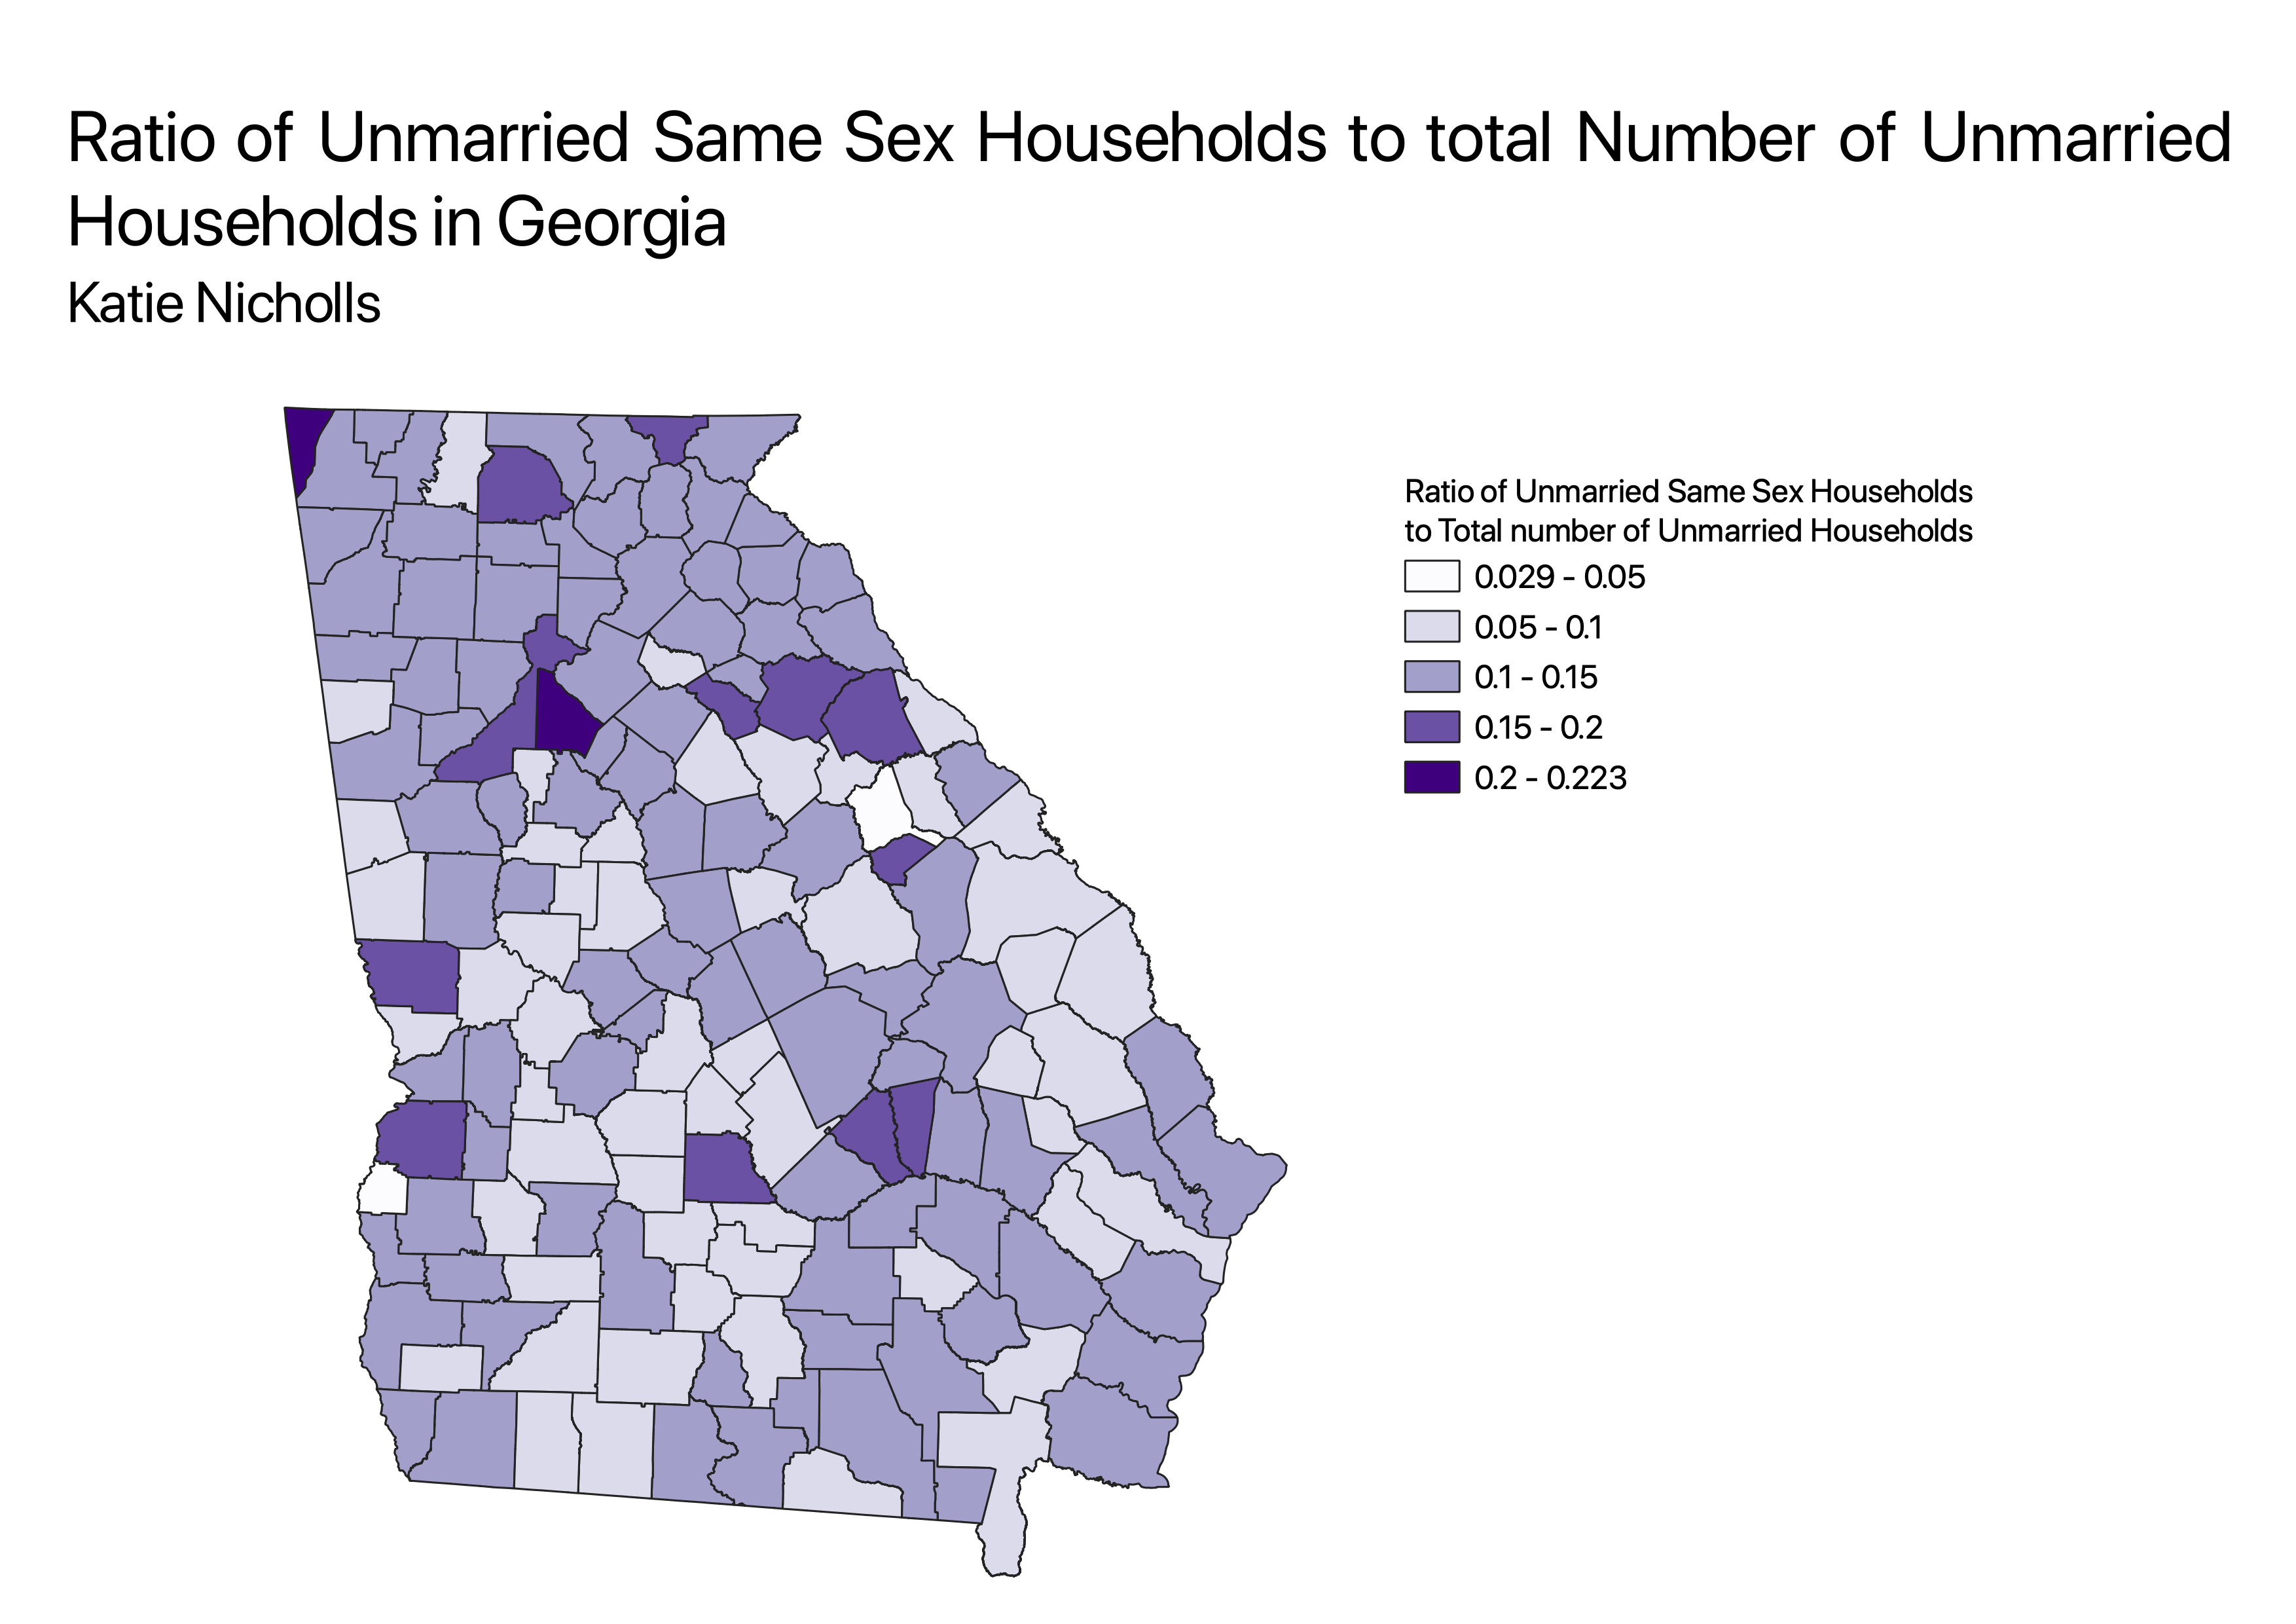 Ratio of Unmarried Same Sex Households to total Number of Unmarried
Households in Georgia
Katie Nicholls
Ratio of Unmarried Same Sex Households
to Total number of Unmarried Households
0.029 - 0.05
0.05 - 0.1
0.1 - 0.15
0.15 - 0.2
0.2 - 0.223